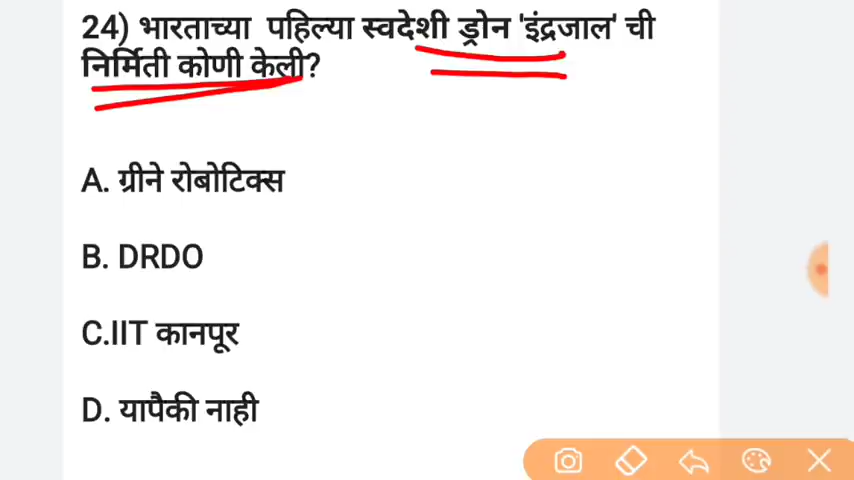 24) भारताच्या पहिल्या स्वदेशी ड्रोन 'इंद्रजाल' ची
निर्मिती कोणी केली?
A. ग्रीने रोबोटिक्स
B. DRDO
C.IIT कानपूर
D. यापैकी नाही